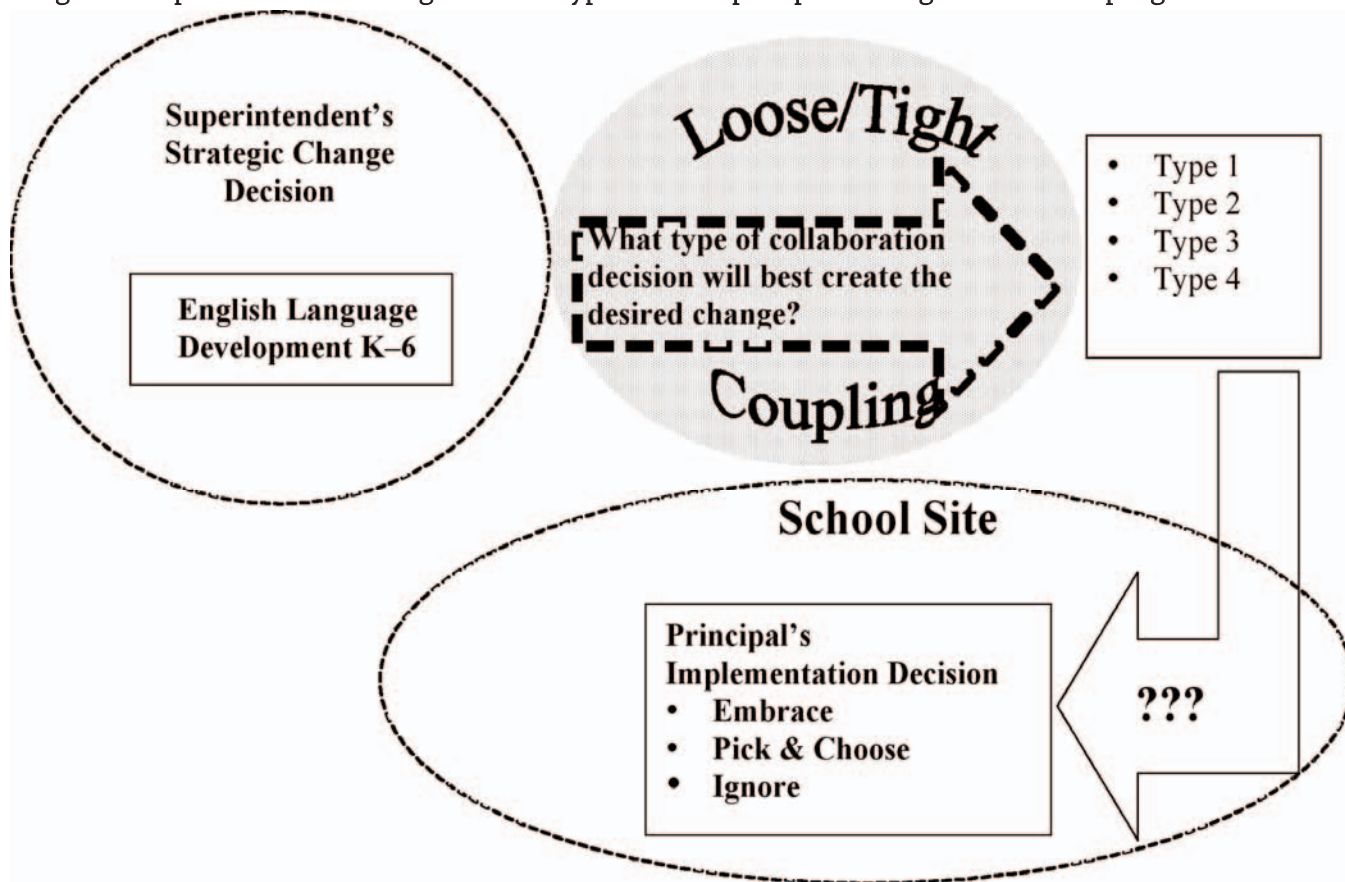 Superintendent's
Strategic Change
Decision
English Language
Development K–6
Loose/Tight
What type of collaboration
decision will best create the
desired change?
Coupling
• Type 1
• Type 2
• Type 3
• Type 4
School Site
Principal's
Implementation Decision
• Embrace
• Pick & Choose
• Ignore
???